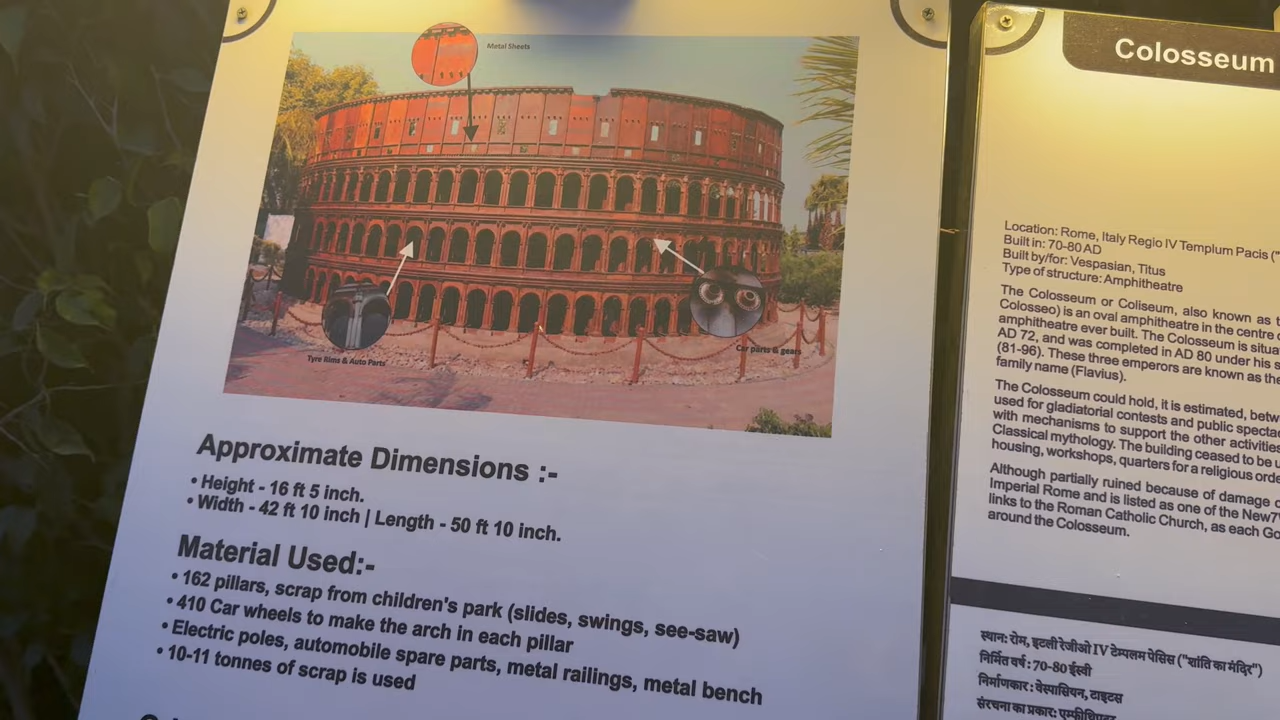 Metal Sheets
Tyre Rims & Auto Parts
Car parts & gears
Approximate Dimensions :-
• Height - 16 ft 5 inch.
• Width - 42 ft 10 inch | Length - 50 ft 10 inch.
Material Used:-
• 162 pillars, scrap from children's park (slides, swings, see-saw)
• 410 Car wheels to make the arch in each pillar
• Electric poles, automobile spare parts, metal railings, metal bench
• 10-11 tonnes of scrap is used
Colosseum
Location: Rome, Italy Regio IV Templum Pacis ("
Built in: 70-80 AD
Built by/for: Vespasian, Titus
Type of structure: Amphitheatre
The Colosseum or Coliseum, also known as
Colosseo) is an oval amphitheatre in the centre
amphitheatre ever built. The Colosseum is
AD 72, and was completed in AD 80 under his
(81-96). These three emperors are known as the
family name (Flavius).
The Colosseum could hold, it is estimated,
used for gladiatorial contests and public
with mechanisms to support the other activities
Classical mythology. The building ceased to be
housing, workshops, quarters for a religious
Although partially ruined because of damage
Imperial Rome and is listed as one of the
links to the Roman Catholic Church, as each
around the Colosseum.
स्थान: रोम, इटली रेजीओ IV टेम्पलम पेसिस ("शांति का मंदिर")
निर्मित वर्ष : 70-80 ईस्वी
निर्माणकार : वेस्पासियन, टाइटस
संरचना का प्रकार: